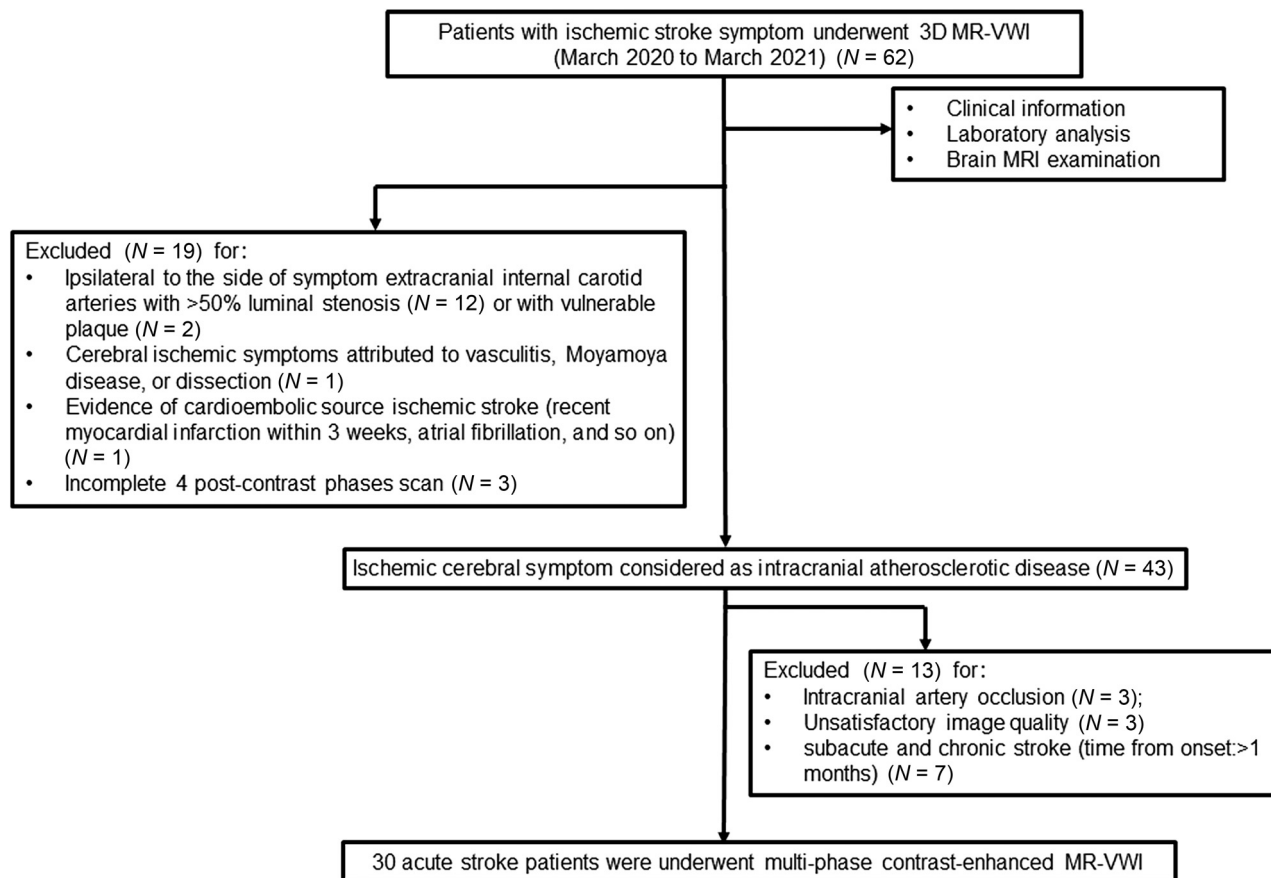 Patients with ischemic stroke symptom underwent 3D MR-VWI
(March 2020 to March 2021) (N = 62)
• Clinical information
• Laboratory analysis
• Brain MRI examination
Excluded (N = 19) for:
• Ipsilateral to the side of symptom extracranial internal carotid
arteries with >50% luminal stenosis (N = 12) or with vulnerable
plaque (N = 2)
• Cerebral ischemic symptoms attributed to vasculitis, Moyamoya
disease, or dissection (N = 1)
• Evidence of cardioembolic source ischemic stroke (recent
myocardial infarction within 3 weeks, atrial fibrillation, and so on)
(N = 1)
• Incomplete 4 post-contrast phases scan (N = 3)
Ischemic cerebral symptom considered as intracranial atherosclerotic disease (N = 43)
Excluded (N = 13) for:
• Intracranial artery occlusion (N = 3);
• Unsatisfactory image quality (N = 3)
• subacute and chronic stroke (time from onset:>1
months) (N = 7)
30 acute stroke patients were underwent multi-phase contrast-enhanced MR-VWI